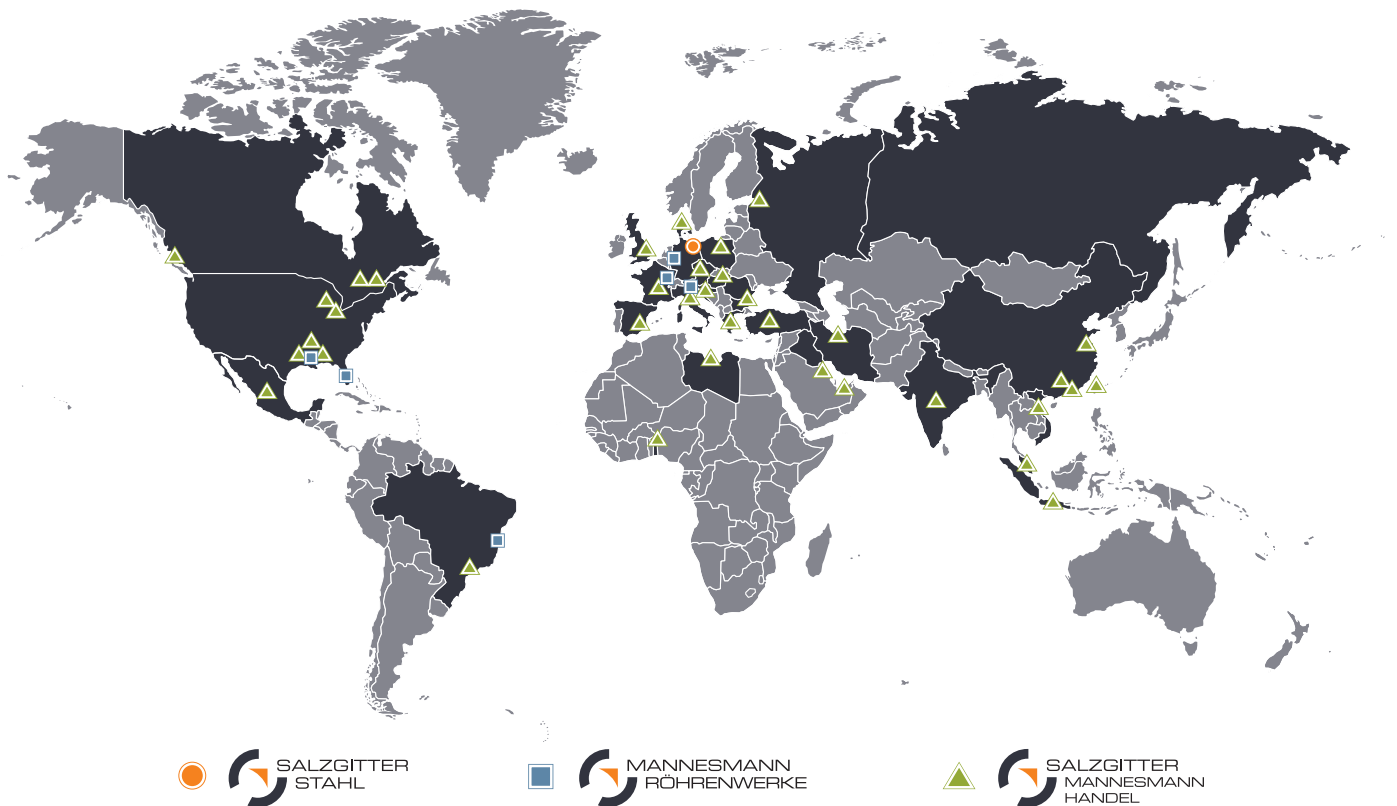 SALZGITTER
STAHL
MANNESMANN
RÖHRENWERKE
SALZGITTER
MANNESMANN
HANDEL